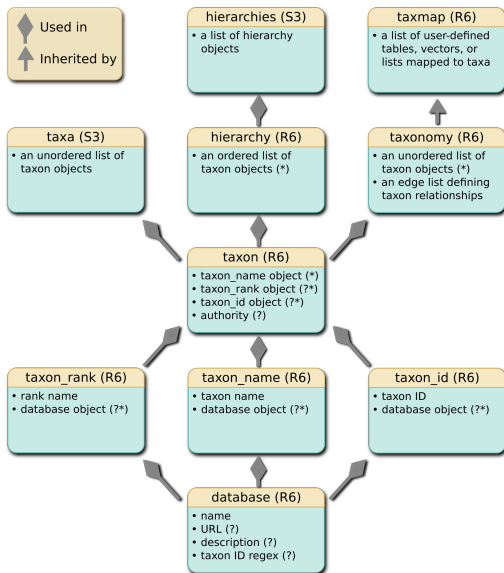 Used in
Inherited by
hierarchies (S3)
• a list of hierarchy
objects
taxmap (R6)
• a list of user-defined
tables, vectors, or
lists mapped to taxa
taxa (S3)
• an unordered list of
taxon objects
hierarchy (R6)
• an ordered list of
taxon objects (*)
taxonomy (R6)
• an unordered list of
taxon objects (*)
• an edge list defining
taxon relationships
taxon (R6)
• taxon_name object (*)
• taxon_rank object (?*)
• taxon_id object (?*)
• authority (?)
taxon_rank (R6)
• rank name
• database object (?*)
taxon_name (R6)
• taxon name
• database object (?*)
taxon_id (R6)
• taxon ID
• database object (?*)
database (R6)
• name
• URL (?)
• description (?)
• taxon ID regex (?)